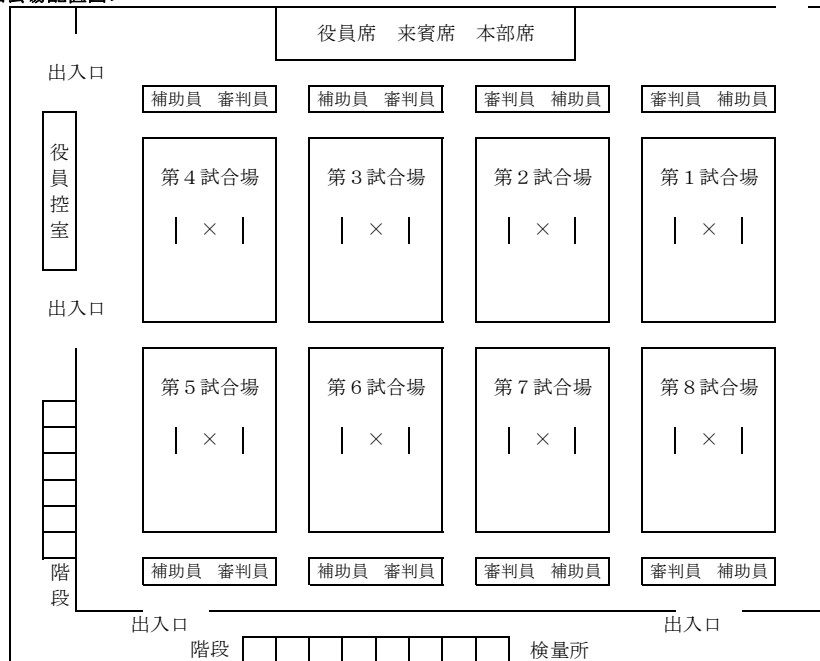 役員席 来賓席 本部席
出入口
補助員 審判員 補助員 審判員 審判員 補助員 審判員 補助員
役員控室
第4試合場 第3試合場 第2試合場 第1試合場
× × × ×
出入口
第5試合場 第6試合場 第7試合場 第8試合場
× × × ×
階段
補助員 審判員 補助員 審判員 審判員 補助員 審判員 補助員
出入口 出入口
階段 検量所